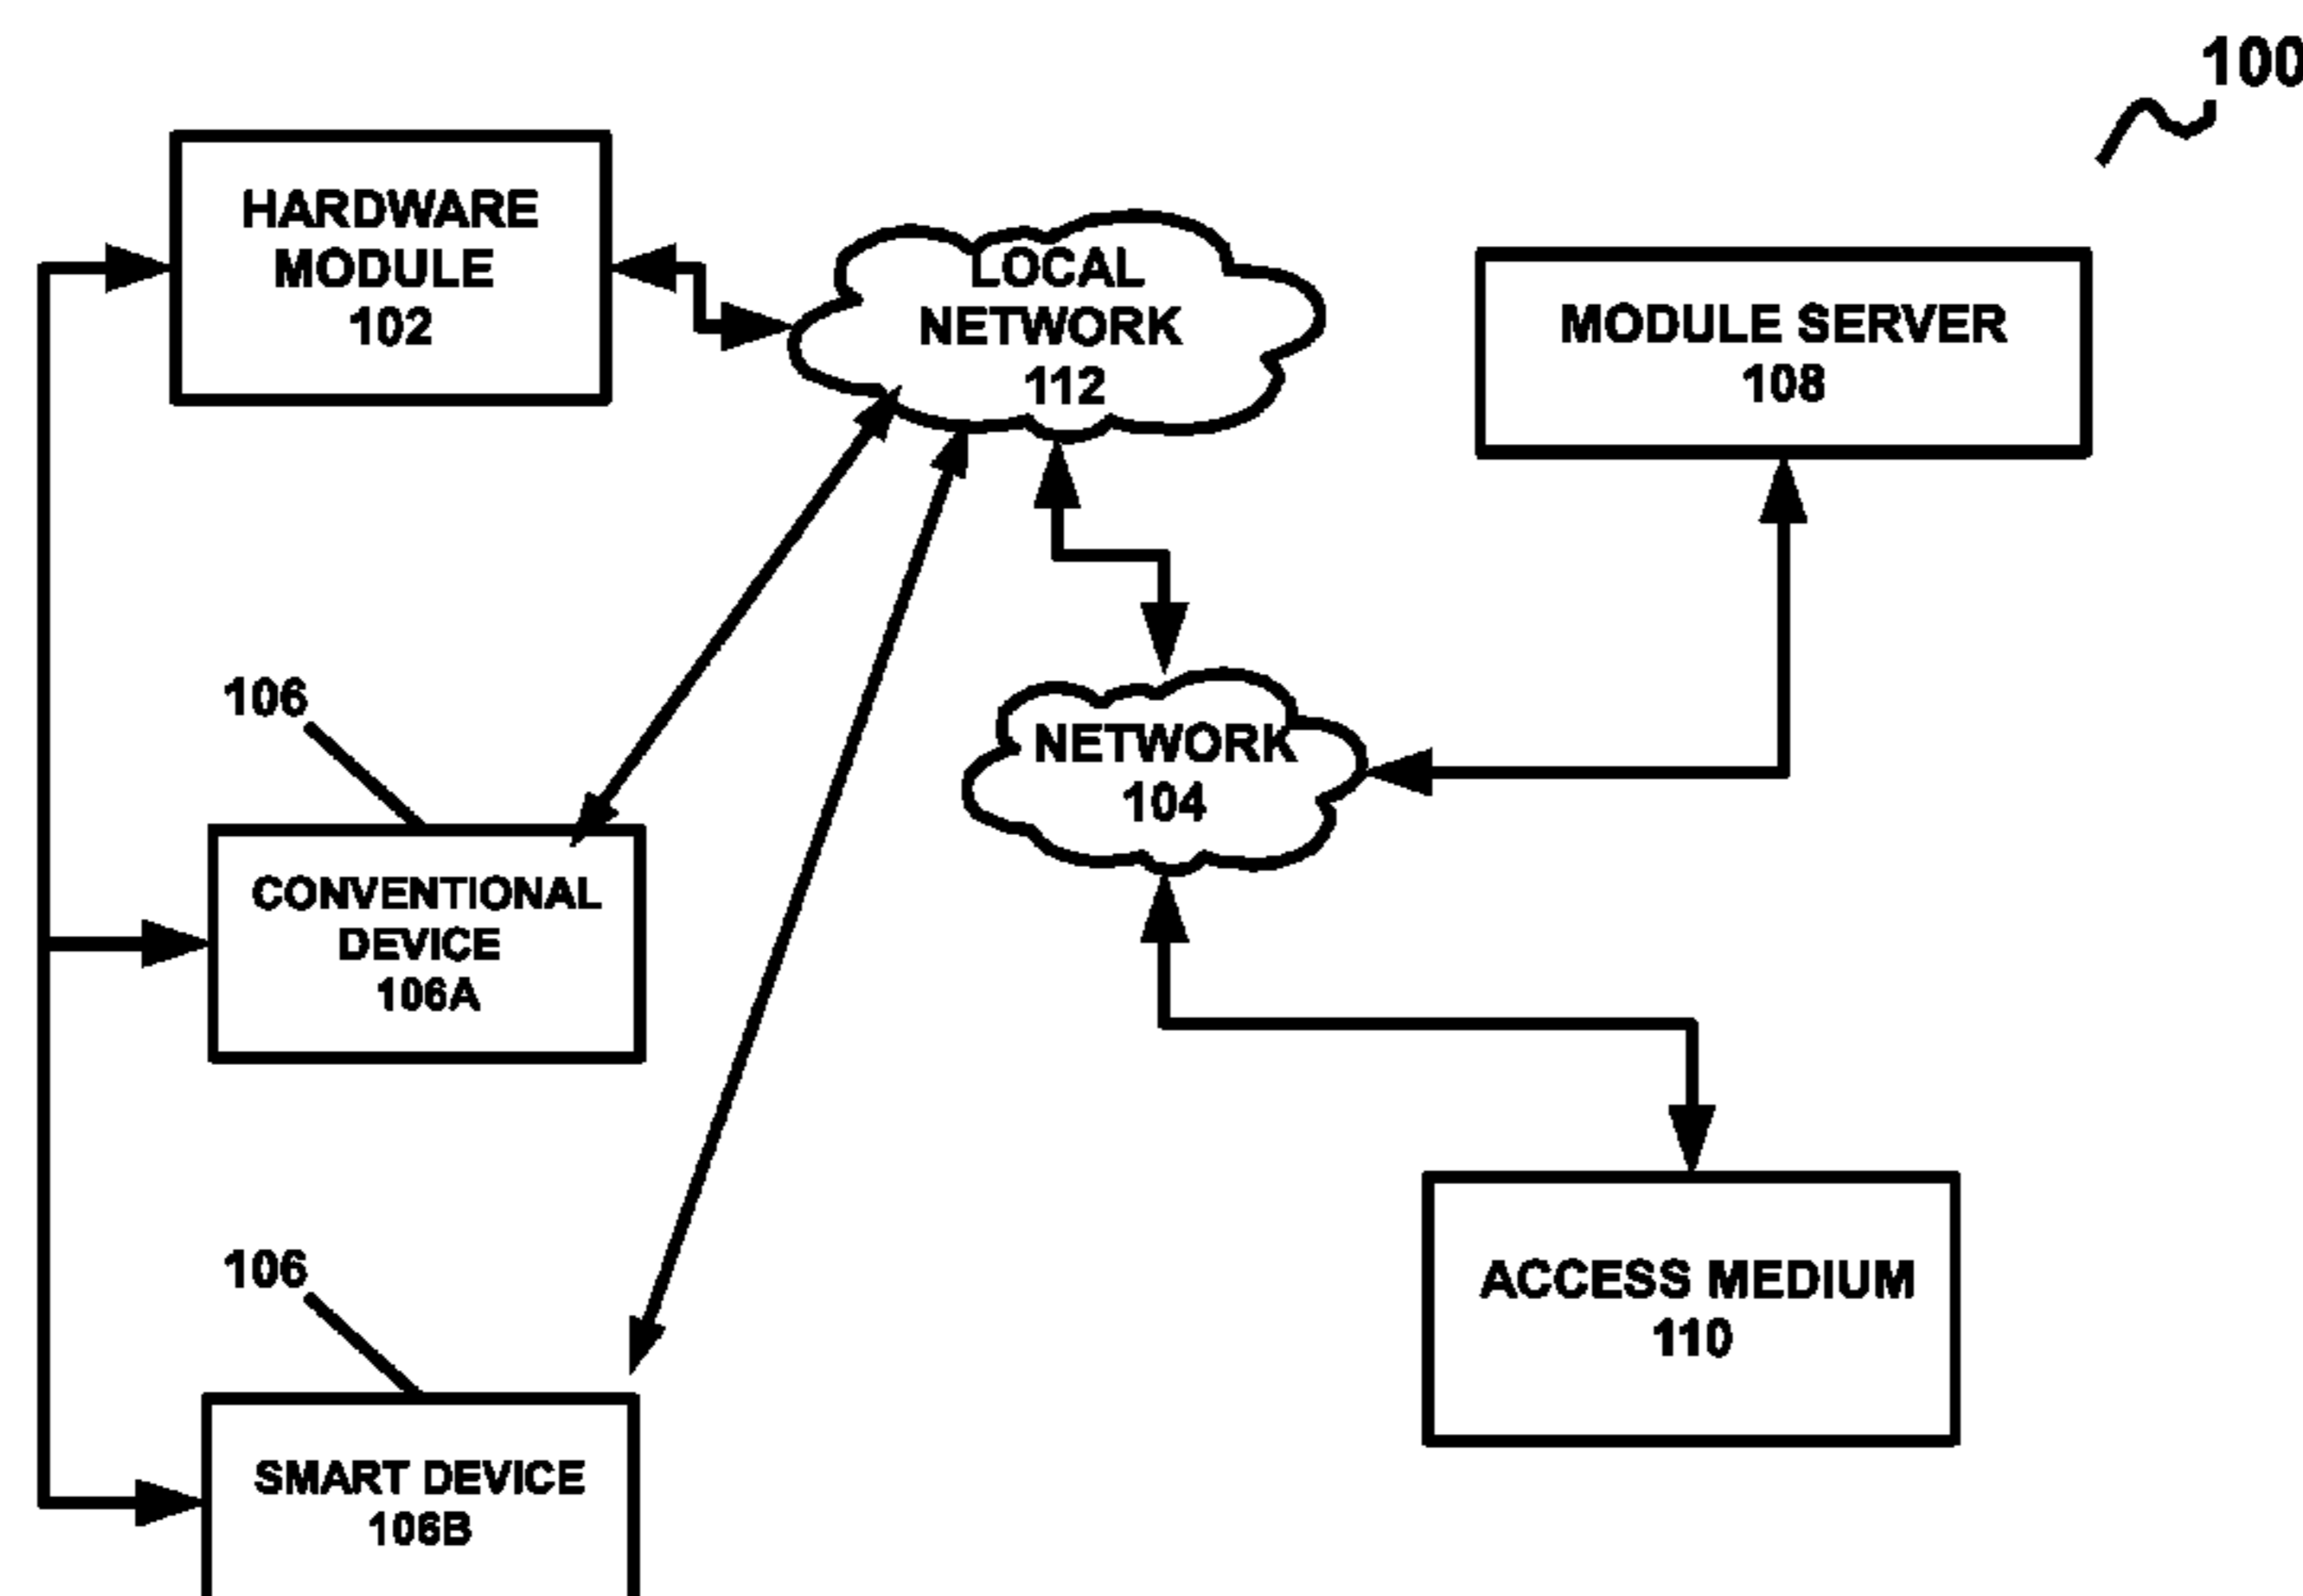 100
HARDWARE
MODULE
102
LOCAL
NETWORK
112
MODULE SERVER
108
106
NETWORK
104
CONVENTIONAL
DEVICE
106A
106
ACCESS MEDIUM
110
SMART DEVICE
106B